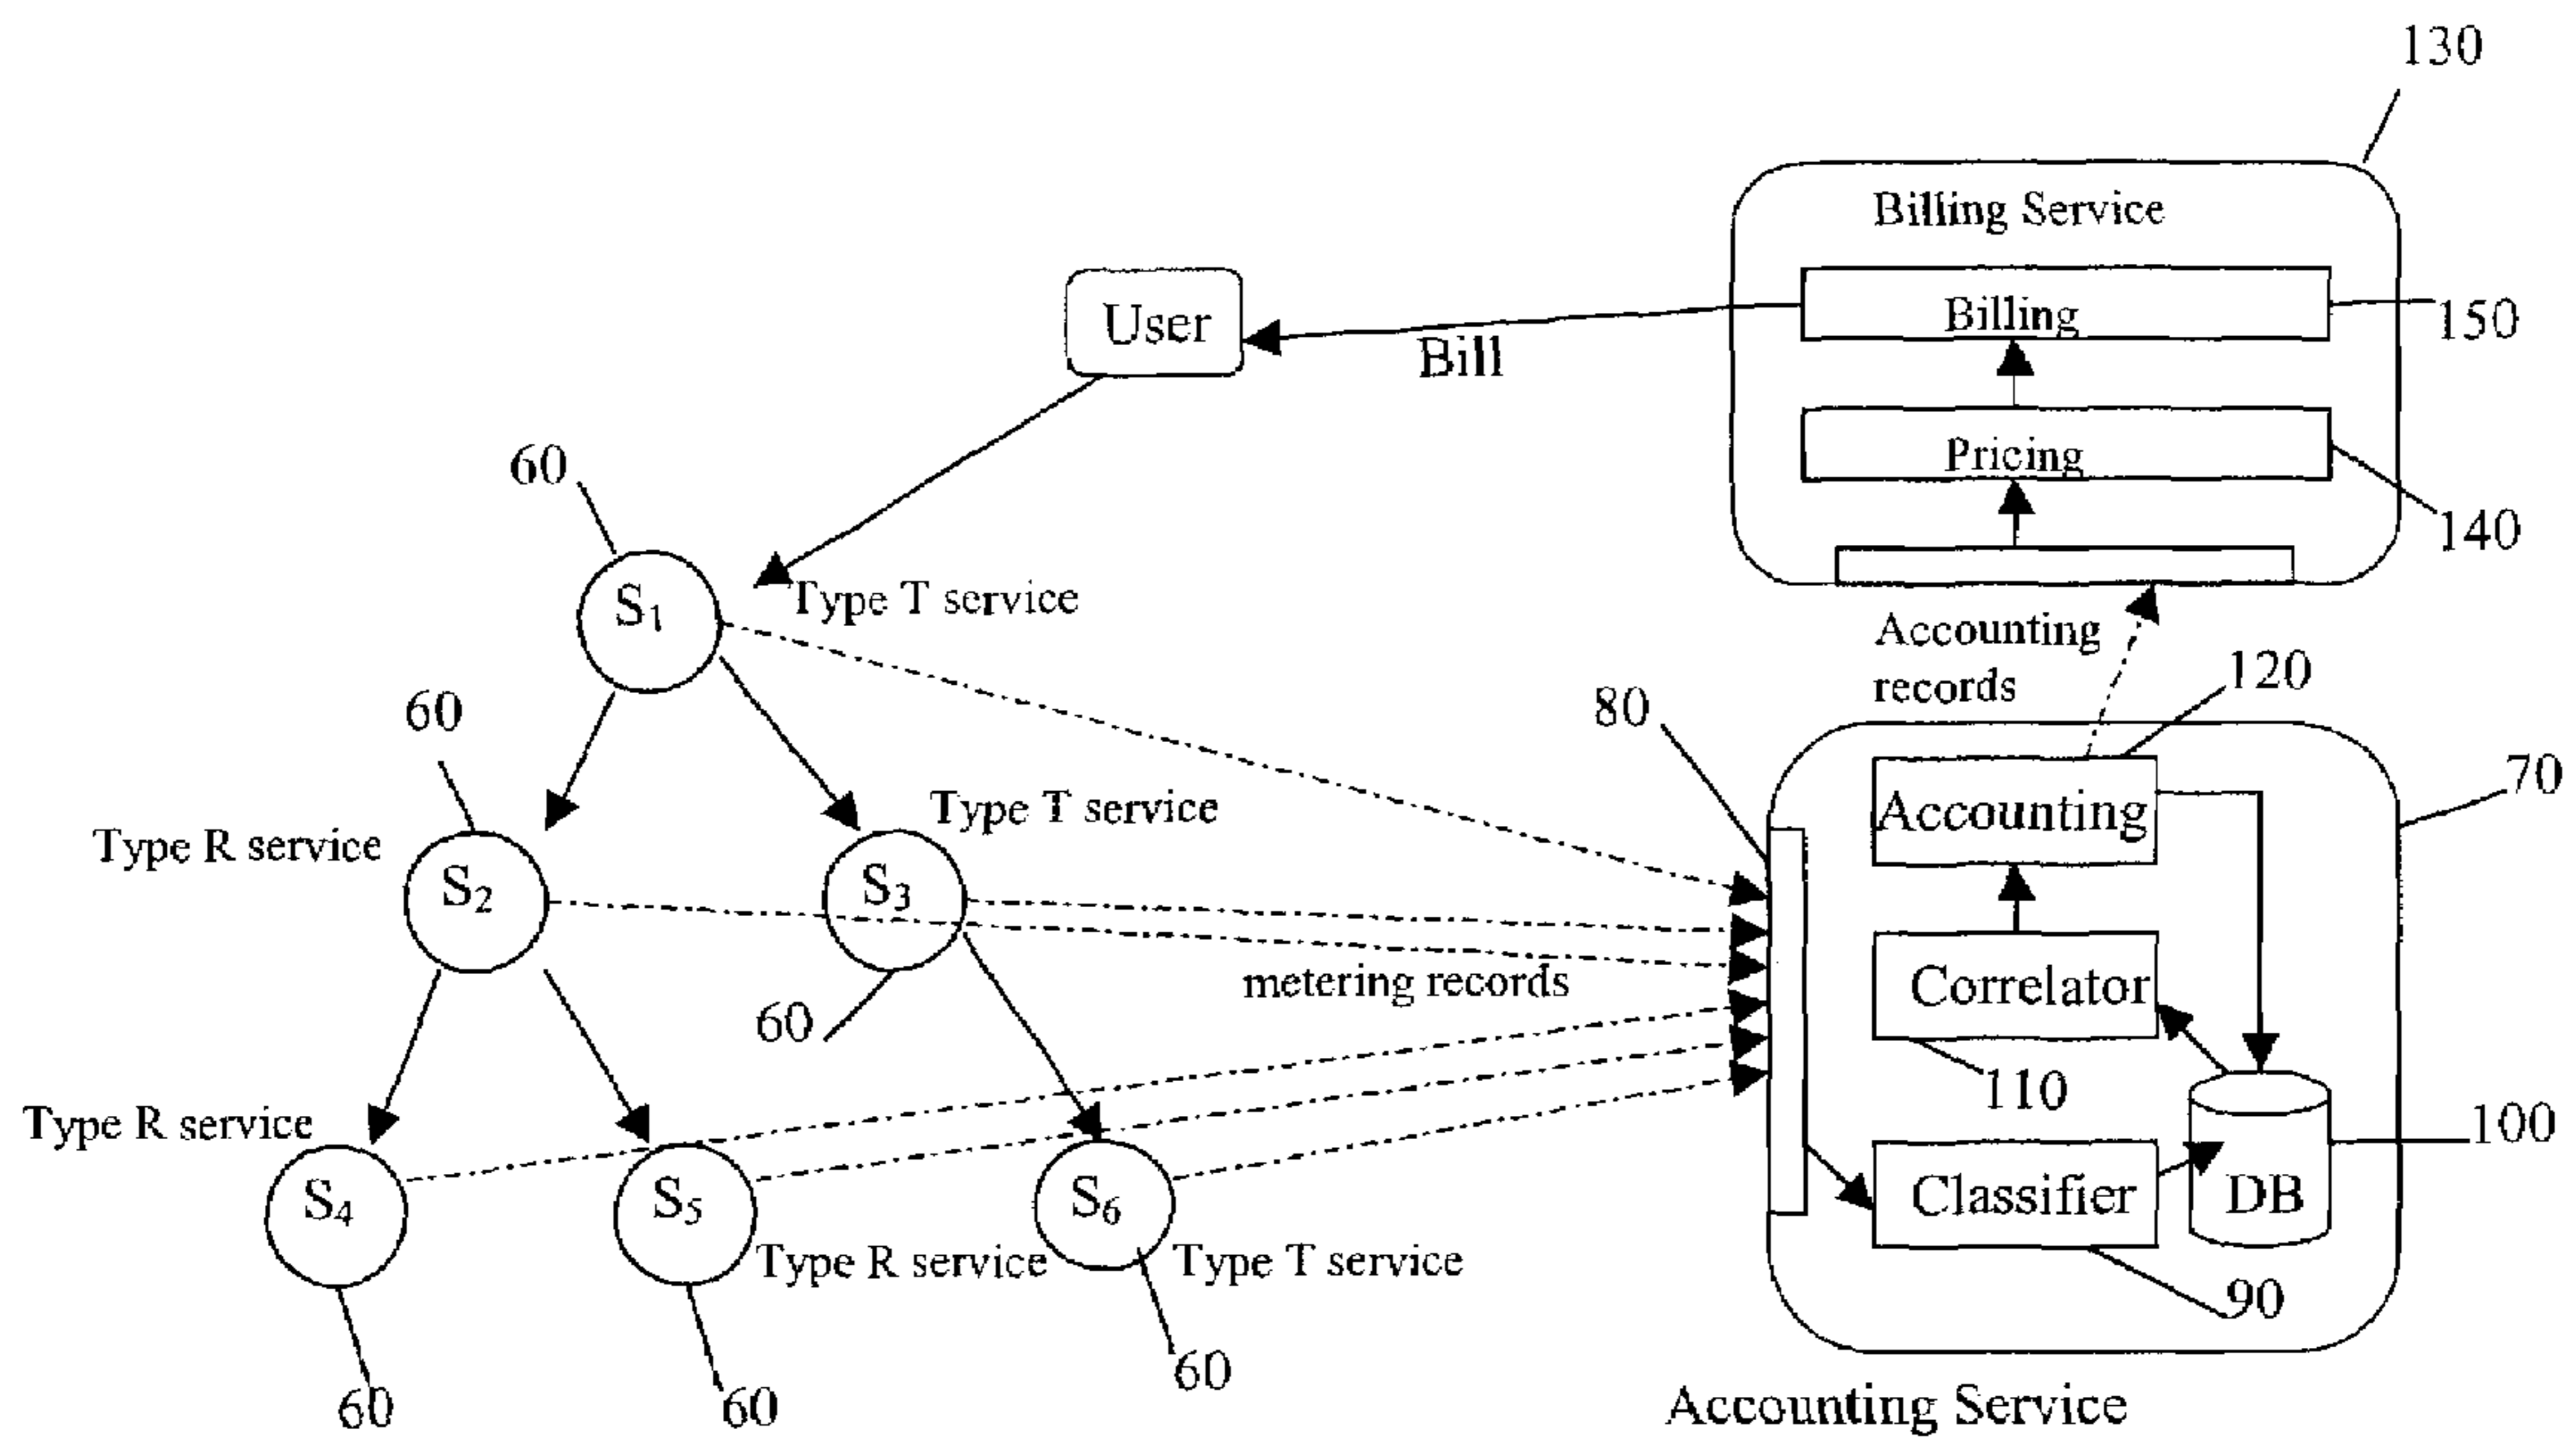 130
Billing Service
User
Billing
150
Bill
Pricing
60
140
S1
Type T service
Accounting
records
120
80
60
70
Type T service
Accounting
Type R service
S2
S3
metering records
Correlator
60
110
Type R service
100
S4
S5
S6
Classifier
DB
Type R service
Type T service
90
60
60
60
Accounting Service